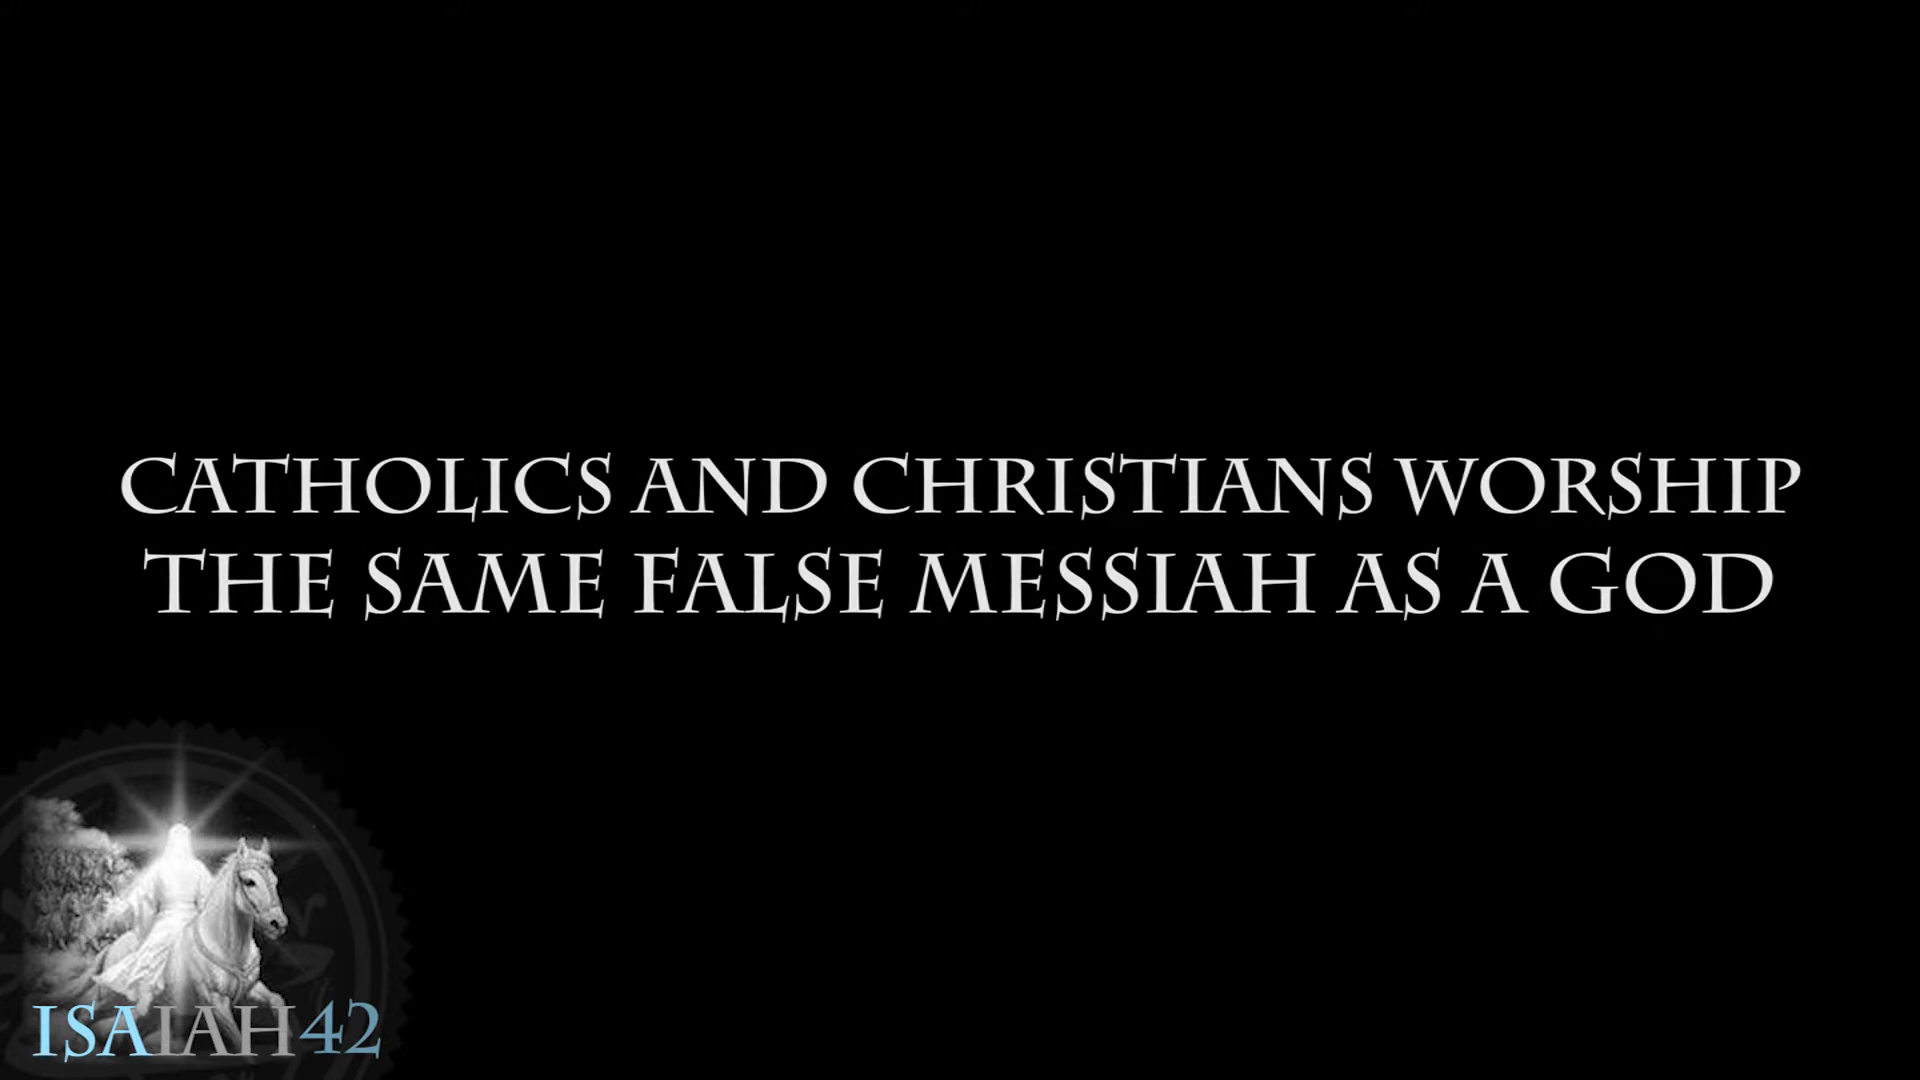 CATHOLICS AND CHRISTIANS WORSHIP
THE SAME FALSE MESSIAH AS A GOD
ISAIAH42